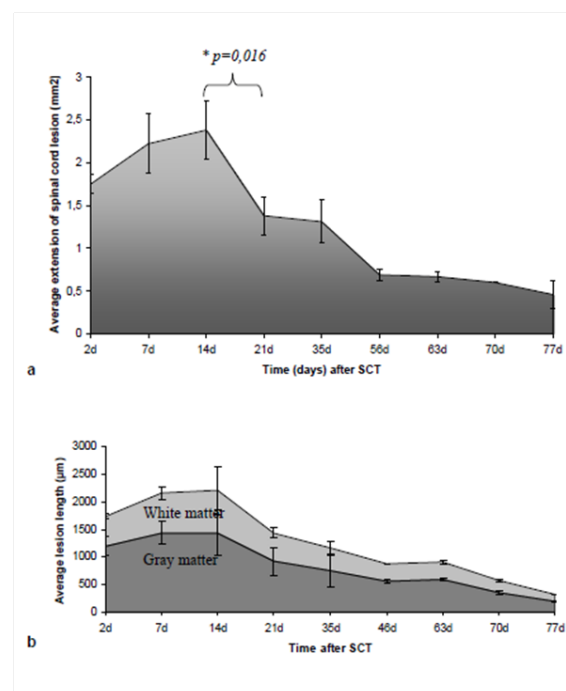 * p=0,016
Average extension of spinal cord lesion (mm2)
3
2,5
2
1,5
1
0,5
0
2d 7d 14d 21d 35d 56d 63d 70d 77d
Time (days) after SCT
a
Average lesion length (µm)
3000
2500
2000
1500
1000
500
0
White matter
Gray matter
2d 7d 14d 21d 35d 46d 63d 70d 77d
Time after SCT
b